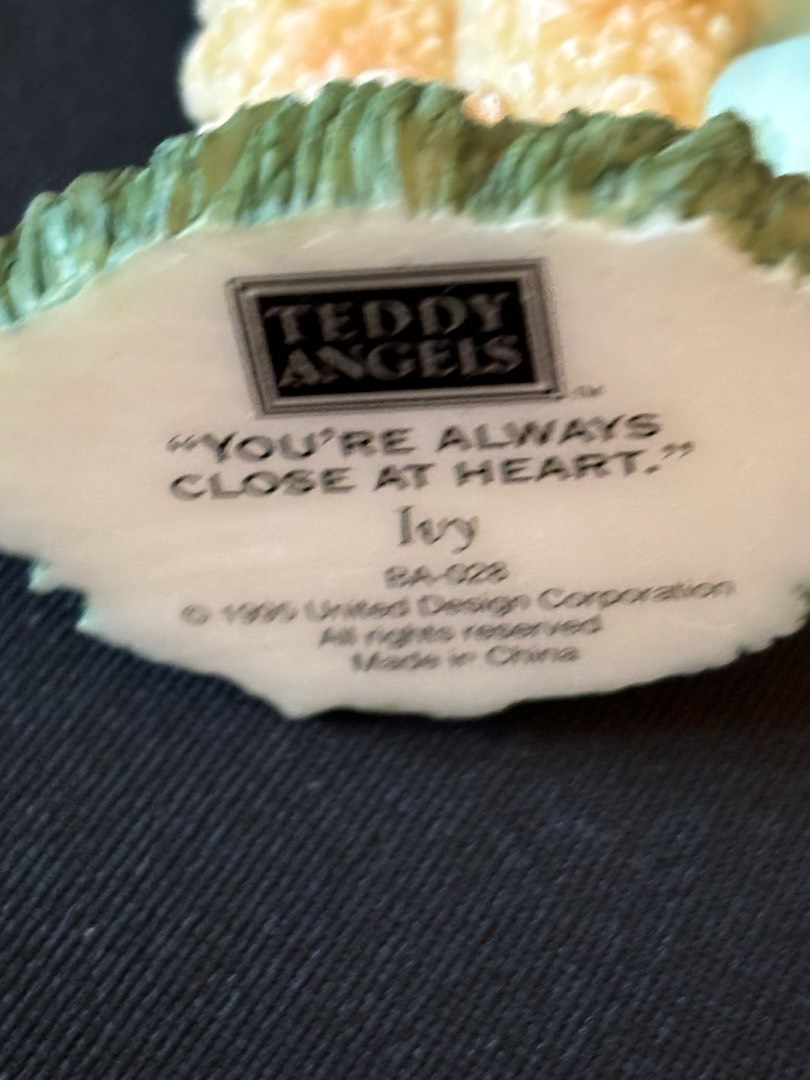 TEDDY
ANGELS
TM
“YOU’RE ALWAYS
CLOSE AT HEART.”
Ivy
BA-028
© 1995 United Design Corporation
All rights reserved
Made in China